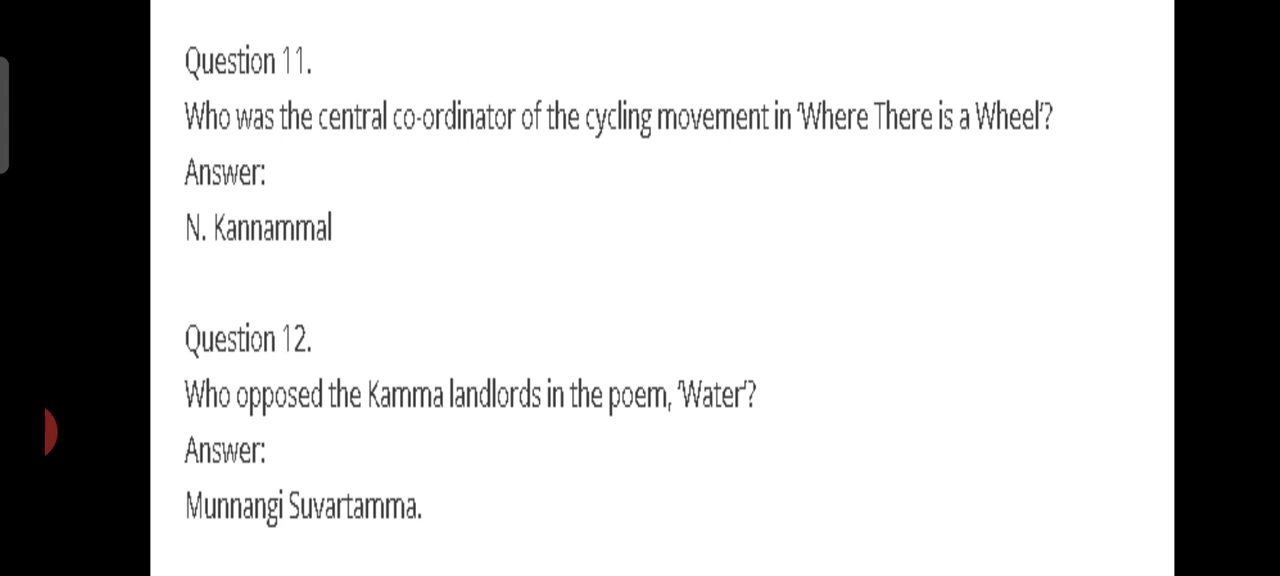 Question 11.
Who was the central co-ordinator of the cycling movement in ‘Where There is a Wheel’?
Answer:
N. Kannammal
Question 12.
Who opposed the Kamma landlords in the poem, ‘Water’?
Answer:
Munnangi Suvartamma.